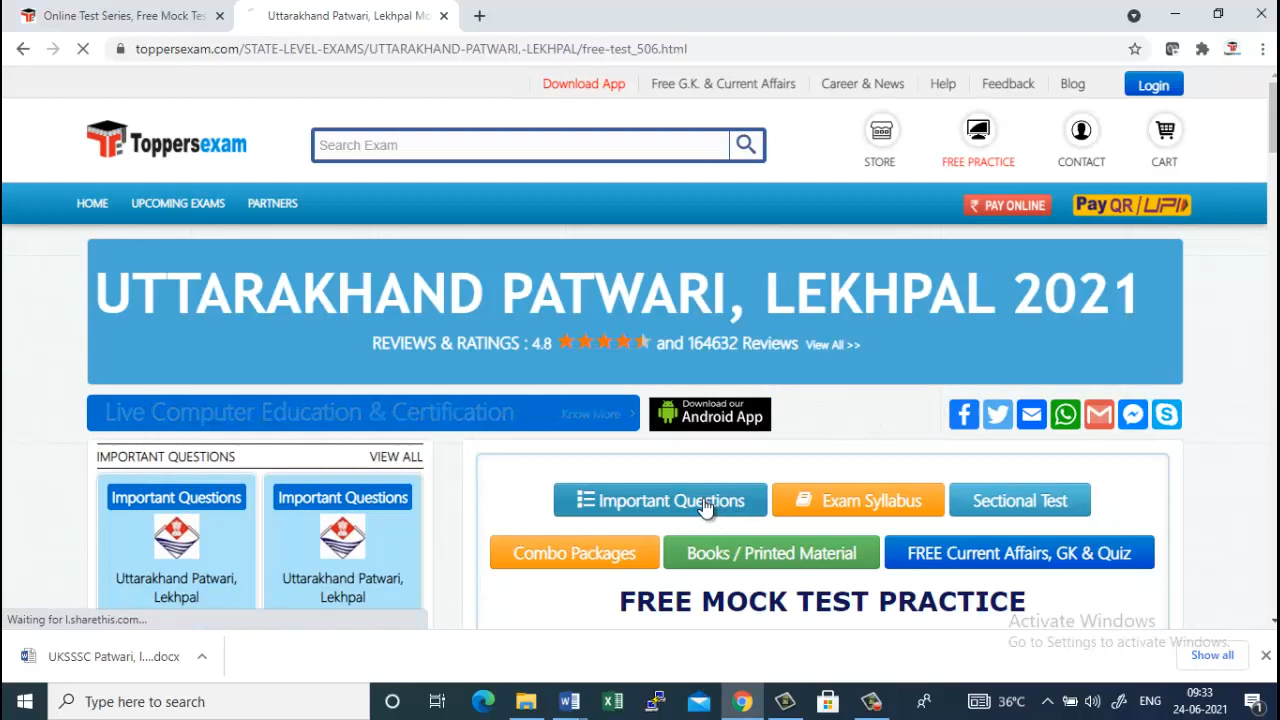 Online Test Series, Free Mock Tes
Uttarakhand Patwari, Lekhpal Mo
toppersexam.com/STATE-LEVEL-EXAMS/UTTARAKHAND-PATWARI,-LEKHPAL/free-test_506.html
Download App
Free G.K. & Current Affairs
Career & News
Help
Feedback
Blog
Login
Toppersexam
Search Exam
STORE
FREE PRACTICE
CONTACT
CART
HOME
UPCOMING EXAMS
PARTNERS
₹ PAY ONLINE
Pay QR/UPI
UTTARAKHAND PATWARI, LEKHPAL 2021
REVIEWS & RATINGS : 4.8 and 164632 Reviews View All >>
Live Computer Education & Certification
Know More
Download our
Android App
IMPORTANT QUESTIONS
VIEW ALL
Important Questions
Important Questions
Uttarakhand Patwari,
Lekhpal
Uttarakhand Patwari,
Lekhpal
Important Questions
Exam Syllabus
Sectional Test
Combo Packages
Books / Printed Material
FREE Current Affairs, GK & Quiz
FREE MOCK TEST PRACTICE
Waiting for l.sharethis.com...
Activate Windows
Go to Settings to activate Windows.
UKSSSC Patwari, l....docx
Show all
Type here to search
36°C
ENG
09:33
24-06-2021
1